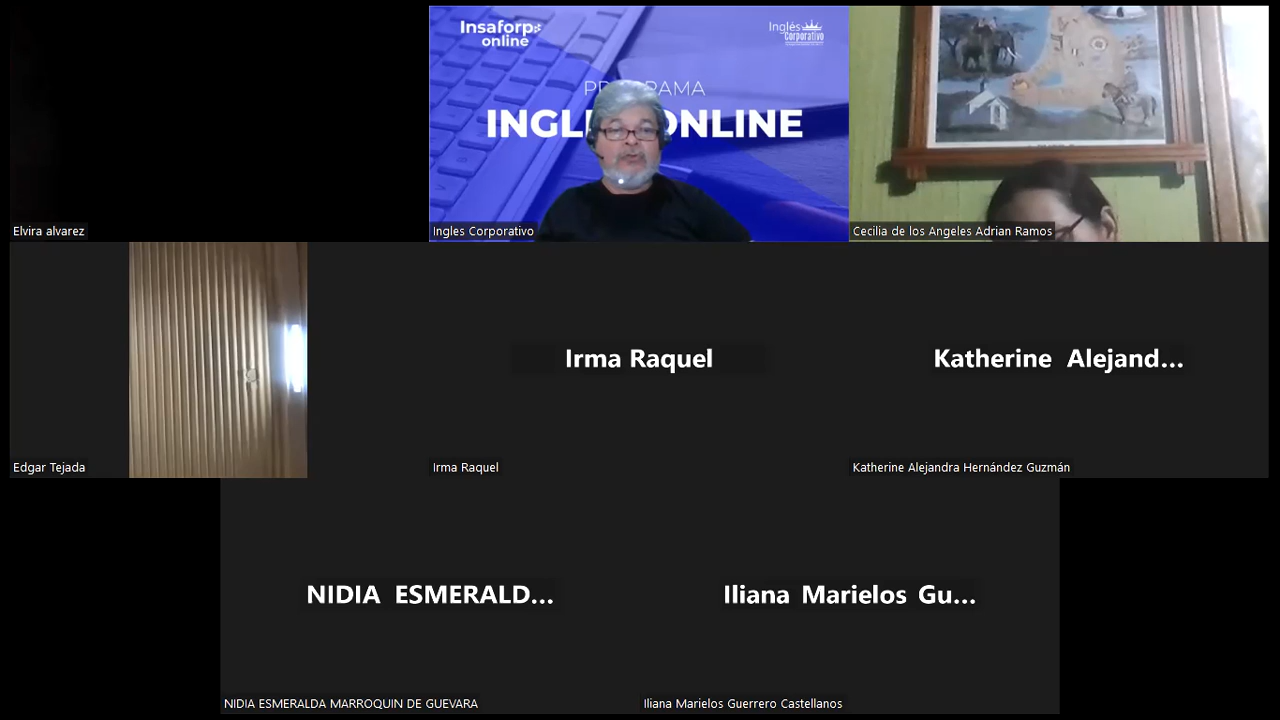 Insaforp
online
Inglés
Corporativo
INGL ONLINE
Elvira alvarez
Ingles Corporativo
Cecilia de los Angeles Adrian Ramos
Irma Raquel
Katherine Alejand...
Edgar Tejada
Irma Raquel
Katherine Alejandra Hernández Guzmán
NIDIA ESMERALD...
Iliana Marielos Gu...
NIDIA ESMERALDA MARROQUIN DE GUEVARA
Iliana Marielos Guerrero Castellanos